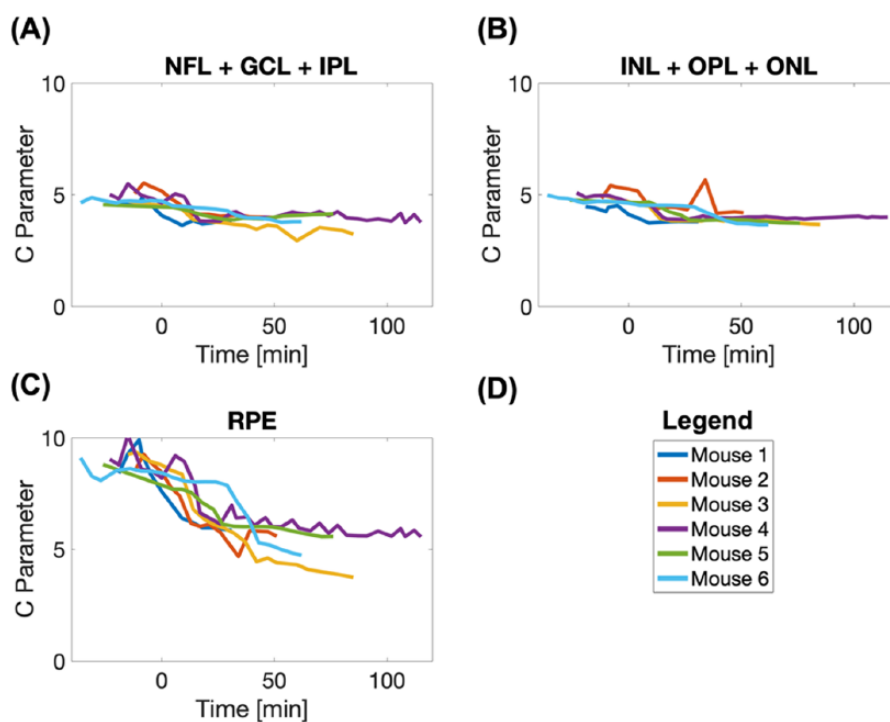 (A)
NFL + GCL + IPL
10
5
0
C Parameter
0 50 100
Time [min]
(B)
INL + OPL + ONL
10
5
0
C Parameter
0 50 100
Time [min]
(C)
RPE
10
5
0
C Parameter
0 50 100
Time [min]
(D)
Legend
Mouse 1
Mouse 2
Mouse 3
Mouse 4
Mouse 5
Mouse 6